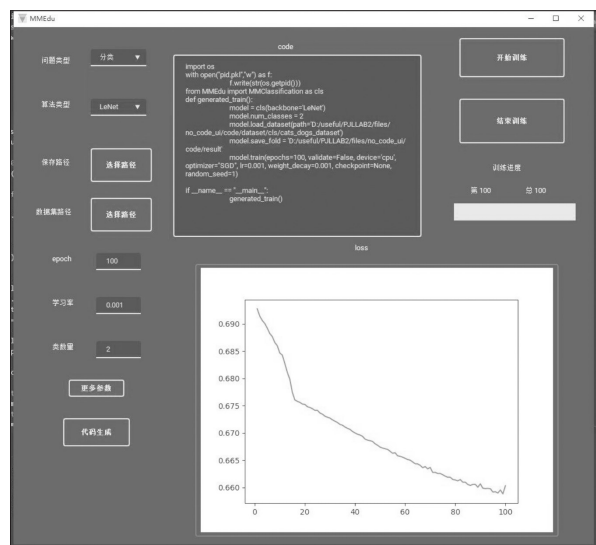 MMEdu
问题类型
分类
算法类型
LeNet
保存路径
选择路径
数据集路径
选择路径
epoch
100
学习率
0.001
类数量
2
更多参数
代码生成
code
import os
with open("pid.pkl","w") as f:
f.write(str(os.getpid()))
from MMEdu import MMClassification as cls
def generated_train():
model = cls(backbone='LeNet')
model.num_classes = 2
model.load_dataset(path='D:/useful/PJLLAB2/files/
no_code_ui/code/dataset/cls/cats_dogs_dataset')
model.save_fold = 'D:/useful/PJLLAB2/files/no_code_ui/
code/result'
model.train(epochs=100, validate=False, device='cpu',
optimizer="SGD", lr=0.001, weight_decay=0.001, checkpoint=None,
random_seed=1)
if __name__ == "__main__":
generated_train()
开始训练
结束训练
训练进度
第 100 总 100
loss
0.690
0.685
0.680
0.675
0.670
0.665
0.660
0 20 40 60 80 100